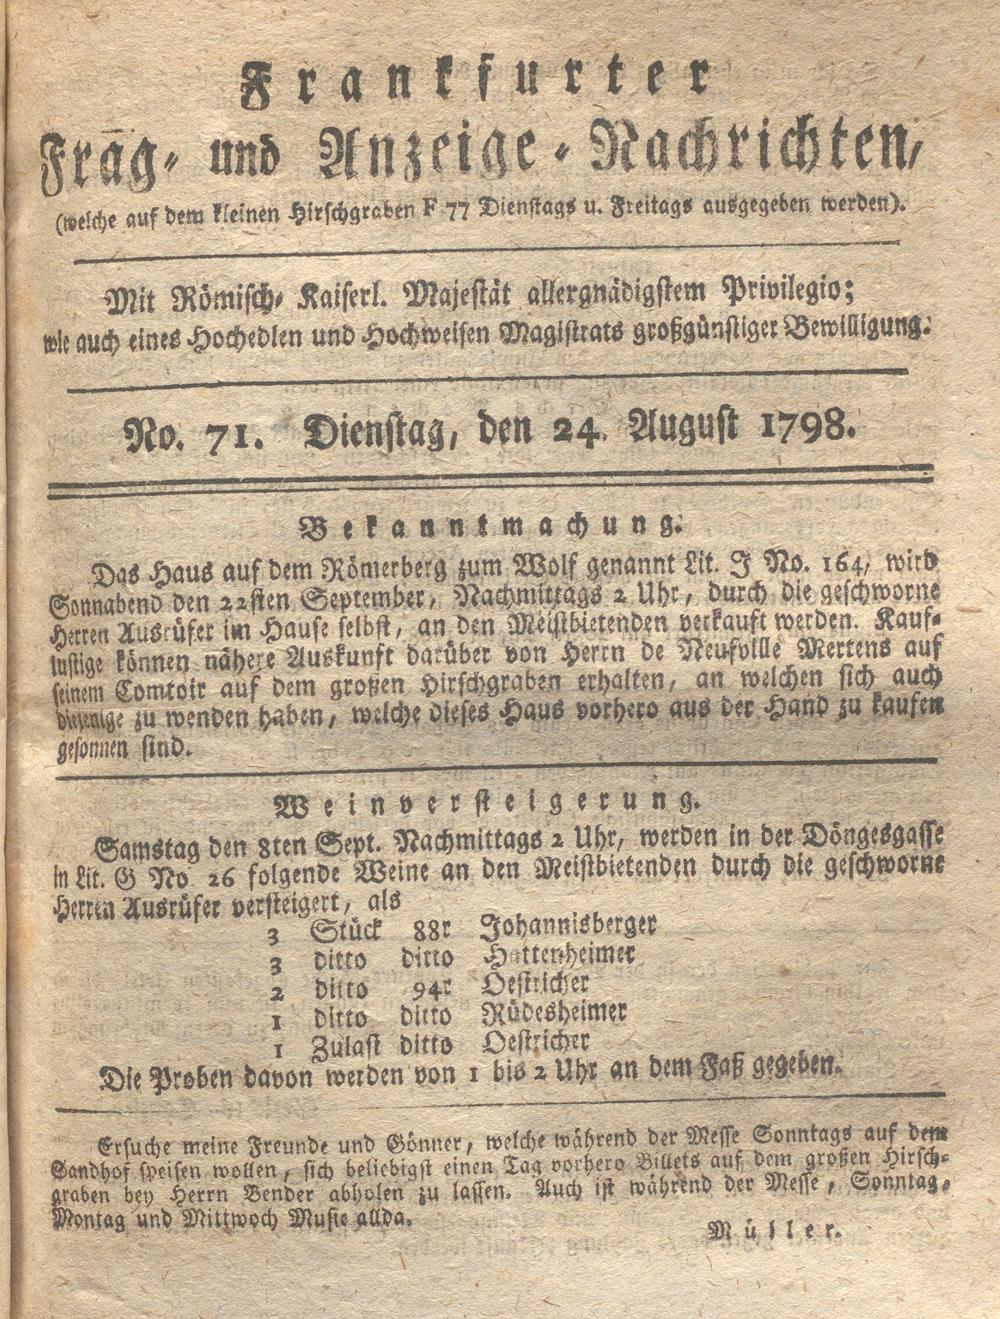 Frankfurter
Frag- und Anzeige-Nachrichten,
(welche auf dem kleinen Hirschgraben F 77 Dienstags u. Freitags ausgegeben werden).
Mit Römisch- Kaiserl. Majestät allergnädigstem Privilegio;
wie auch eines Hochedlen und Hochweisen Magistrats großgünstiger Bewilligung.
No. 71. Dienstag, den 24. August 1798.
Bekanntmachung.
Das Haus auf dem Römerberg zum Wolf genannt Lit. J No. 164, wird
Sonnabend den 22sten September, Nachmittags 2 Uhr, durch die geschworne
Herren Ausrüfer im Hause selbst, an den Meistbietenden verkauft werden. Kauf-
lustige können nähere Auskunft darüber von Herrn de Neufville Mertens auf
seinem Comtoir auf dem großen Hirschgraben erhalten, an welchen sich auch
diejenige zu wenden haben, welche dieses Haus vorhero aus der Hand zu kaufen
gesonnen sind.
Weinversteigerung.
Samstag den 8ten Sept. Nachmittags 2 Uhr, werden in der Döngesgasse
in Lit. G No 26 folgende Weine an den Meistbietenden durch die geschworne
Herren Ausrüfer versteigert, als
3 Stück 88r Johannisberger
3 ditto ditto Hattenheimer
2 ditto 94r Oestricher
1 ditto ditto Rüdesheimer
1 Zulast ditto Oestricher
Die Proben davon werden von 1 bis 2 Uhr an dem Faß gegeben.
Ersuche meine Freunde und Gönner, welche während der Messe Sonntags auf dem
Sandhof speisen wollen, sich beliebigst einen Tag vorhero Billets auf dem großen Hirsch-
graben bey Herrn Bender abholen zu lassen. Auch ist während der Messe, Sonntag,
Montag und Mittwoch Musie allda.
Müller.